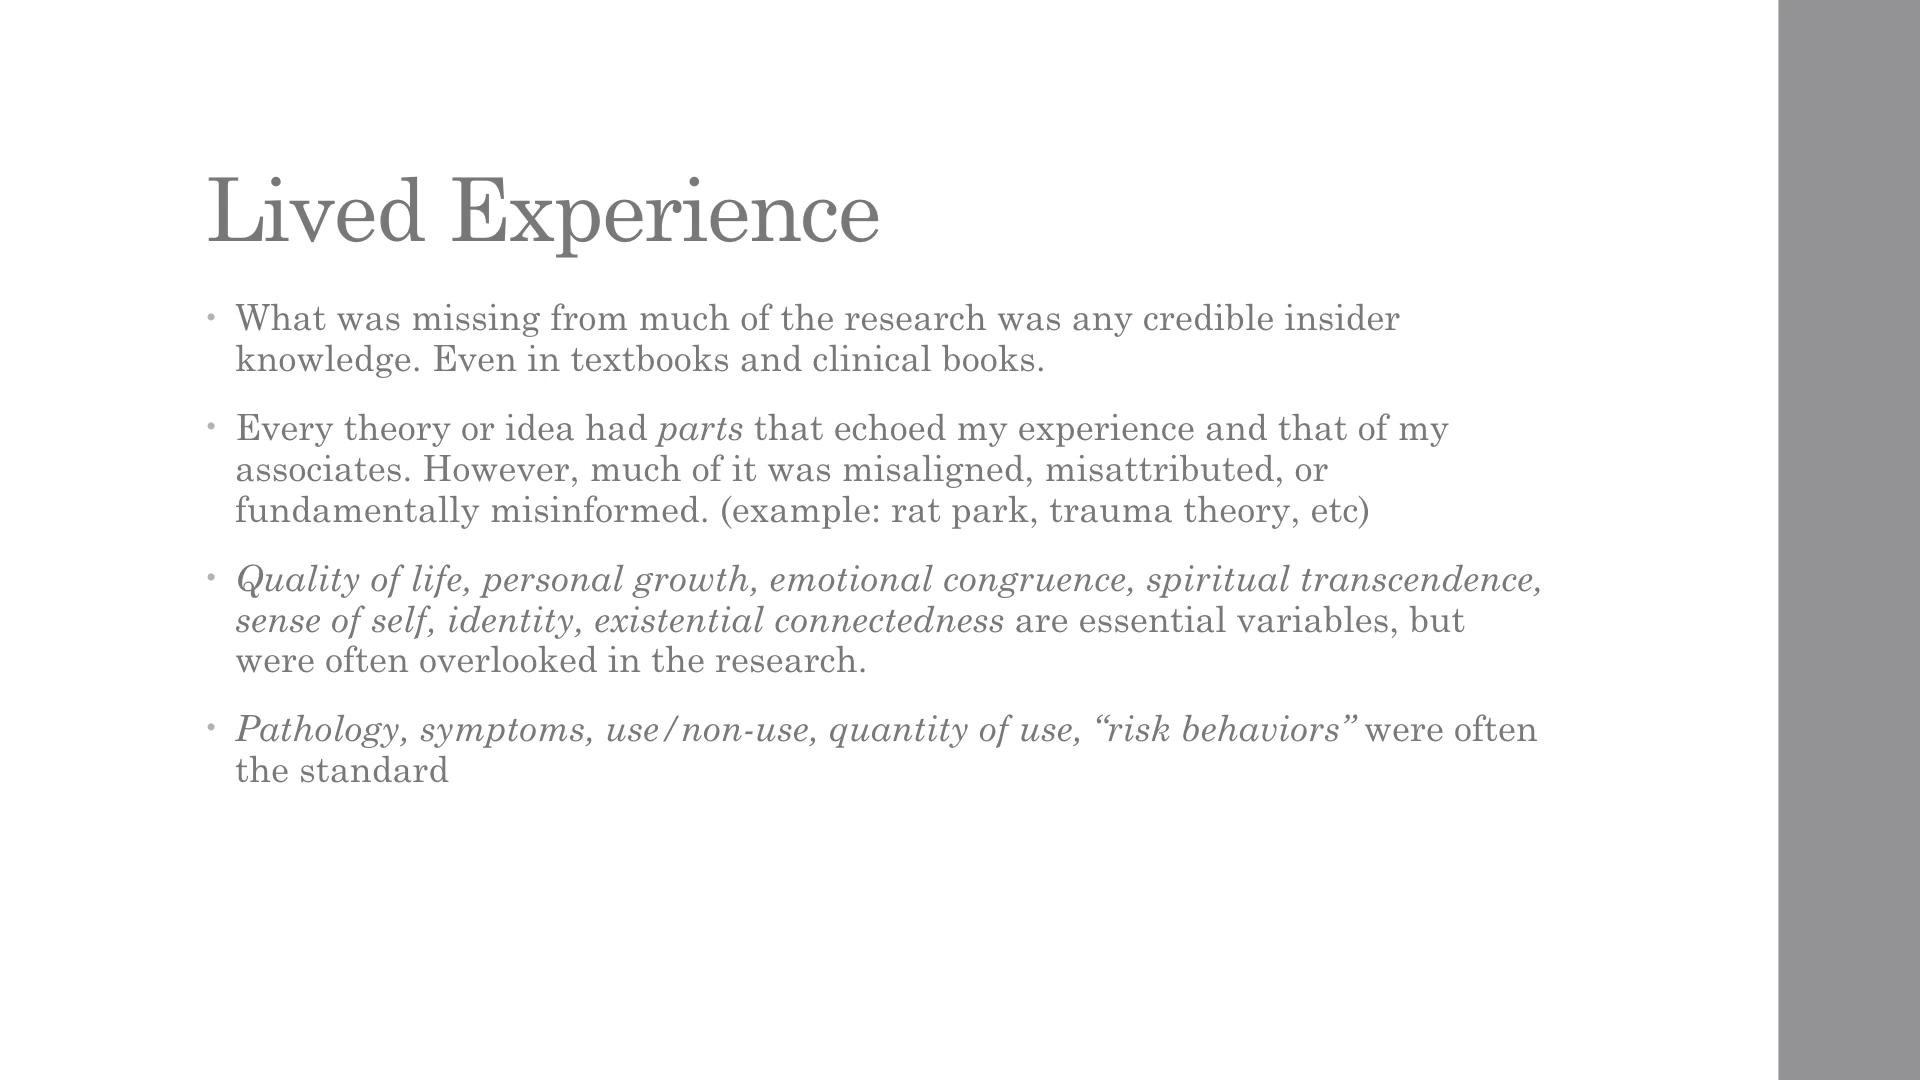 Lived Experience
• What was missing from much of the research was any credible insider
knowledge. Even in textbooks and clinical books.
• Every theory or idea had parts that echoed my experience and that of my
associates. However, much of it was misaligned, misattributed, or
fundamentally misinformed. (example: rat park, trauma theory, etc)
• Quality of life, personal growth, emotional congruence, spiritual transcendence,
sense of self, identity, existential connectedness are essential variables, but
were often overlooked in the research.
• Pathology, symptoms, use/non-use, quantity of use, “risk behaviors” were often
the standard